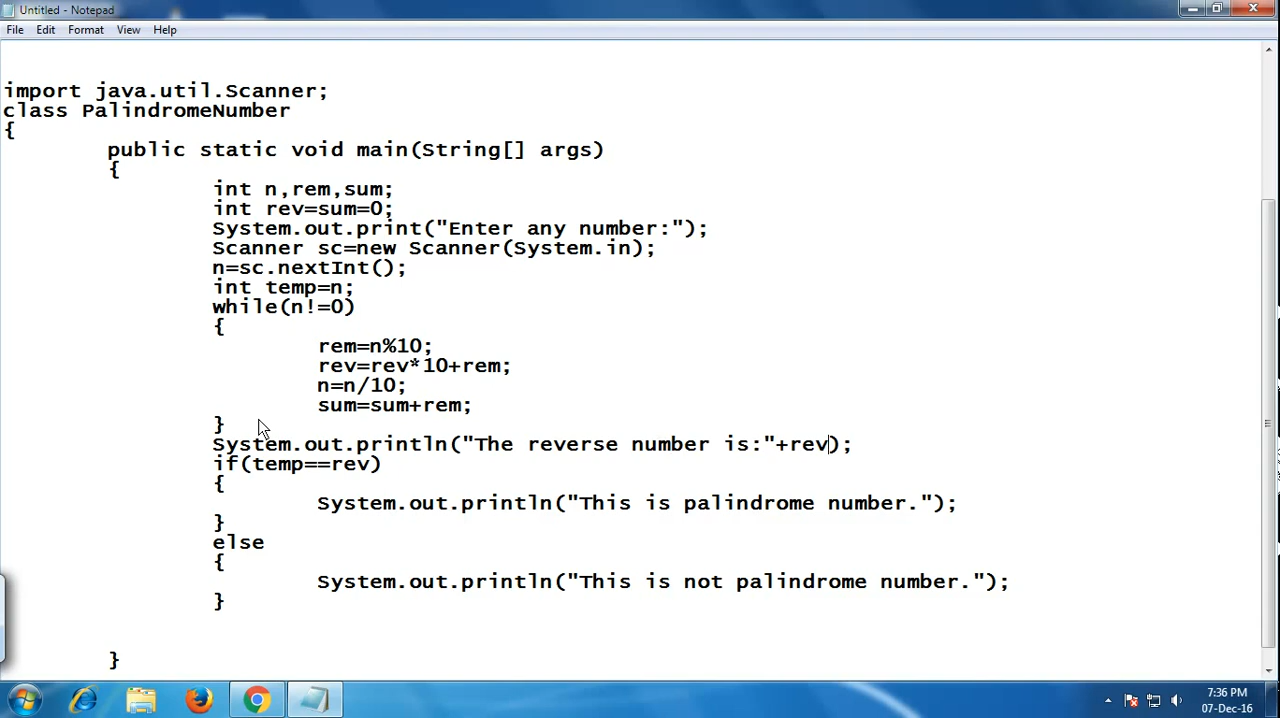 Untitled - Notepad
File Edit Format View Help
import java.util.Scanner;
class PalindromeNumber
{
public static void main(String[] args)
{
int n,rem,sum;
int rev=sum=0;
System.out.print("Enter any number:");
Scanner sc=new Scanner(System.in);
n=sc.nextInt();
int temp=n;
while(n!=0)
{
rem=n%10;
rev=rev*10+rem;
n=n/10;
sum=sum+rem;
}
System.out.println("The reverse number is:"+rev);
if(temp==rev)
{
System.out.println("This is palindrome number.");
}
else
{
System.out.println("This is not palindrome number.");
}
}
7:36 PM
07-Dec-16